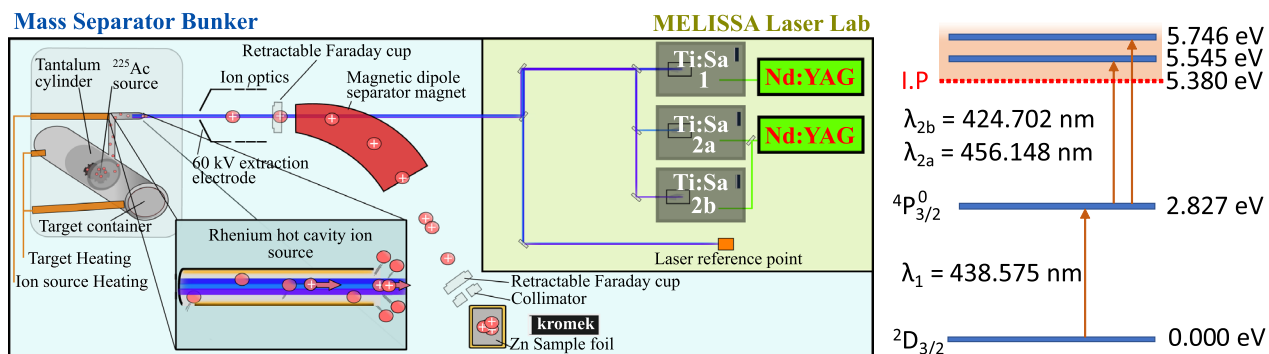 Mass Separator Bunker
MELISSA Laser Lab
Retractable Faraday cup
Tantalum
cylinder
²²⁵Ac
source
Ion optics
Magnetic dipole
separator magnet
60 kV extraction
electrode
Target container
Target Heating
Ion source Heating
Rhenium hot cavity ion
source
Ti:Sa
1
Nd:YAG
Ti:Sa
2a
Nd:YAG
Ti:Sa
2b
Laser reference point
Retractable Faraday cup
Collimator
kromek
Zn Sample foil
5.746 eV
5.545 eV
I.P
5.380 eV
λ2b = 424.702 nm
λ2a = 456.148 nm
⁴P⁰3/2
2.827 eV
λ1 = 438.575 nm
²D3/2
0.000 eV